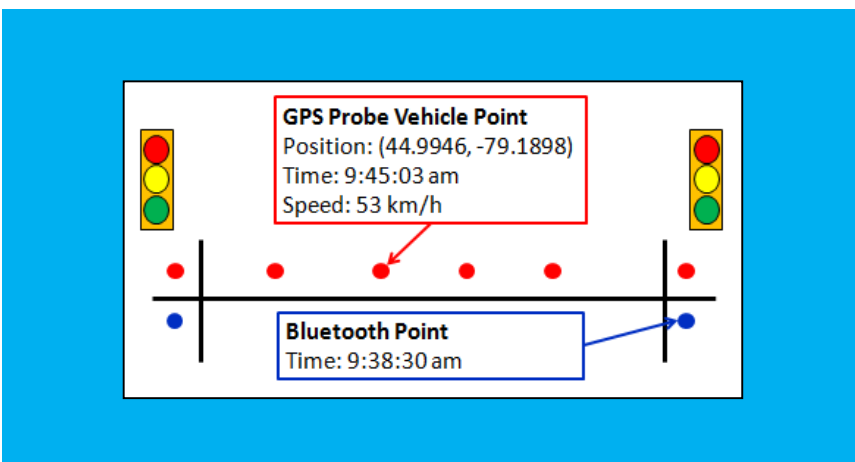 GPS Probe Vehicle Point
Position: (44.9946, -79.1898)
Time: 9:45:03 am
Speed: 53 km/h
Bluetooth Point
Time: 9:38:30 am